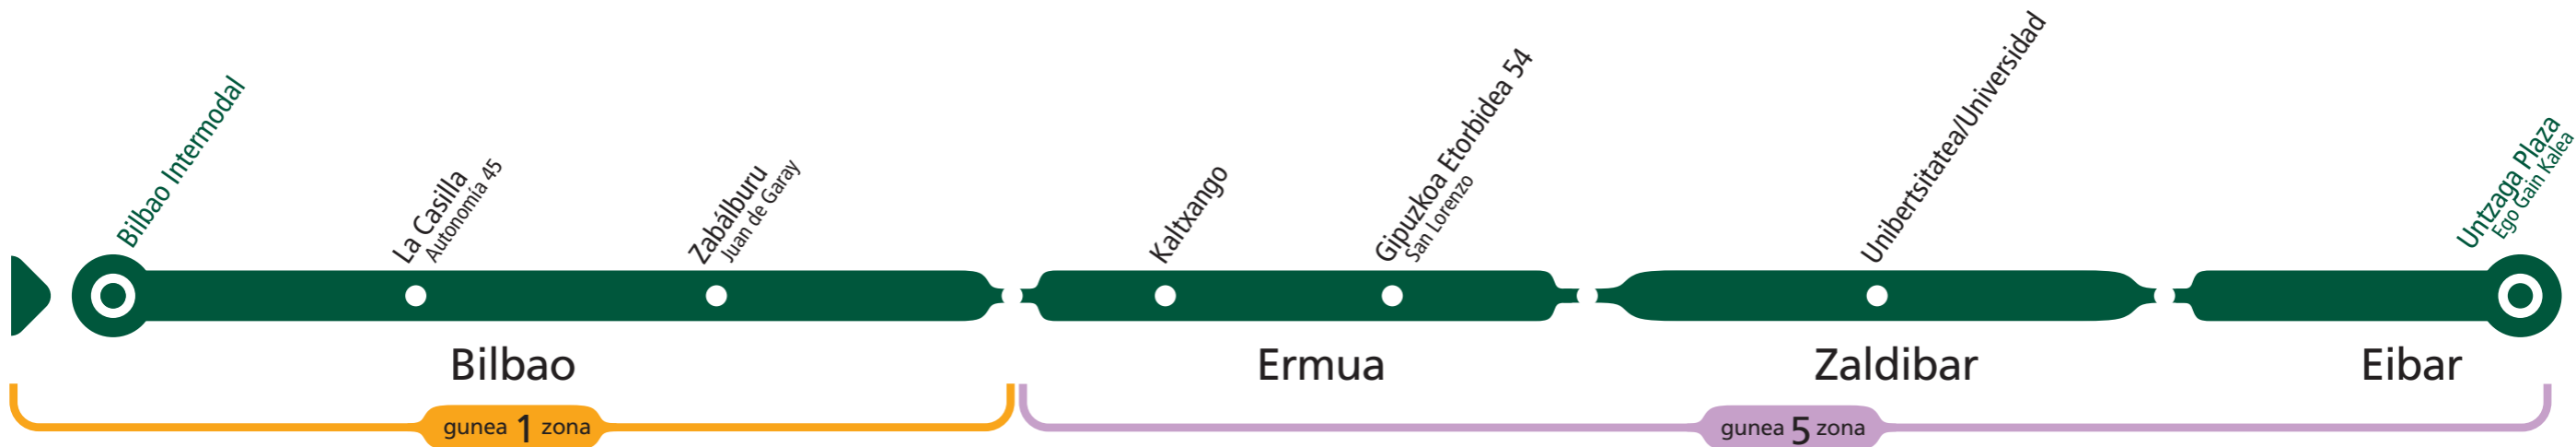 Bilbao Intermodal
La Casilla
Autonomía 45
Zabálburu
Juan de Garay
Kaltxango
Gipuzkoa Etorbidea 54
San Lorenzo
Unibertsitatea/Universidad
Untzaga Plaza
Ego Gain Kalea
Bilbao
Ermua
Zaldibar
Eibar
gunea 1 zona
gunea 5 zona